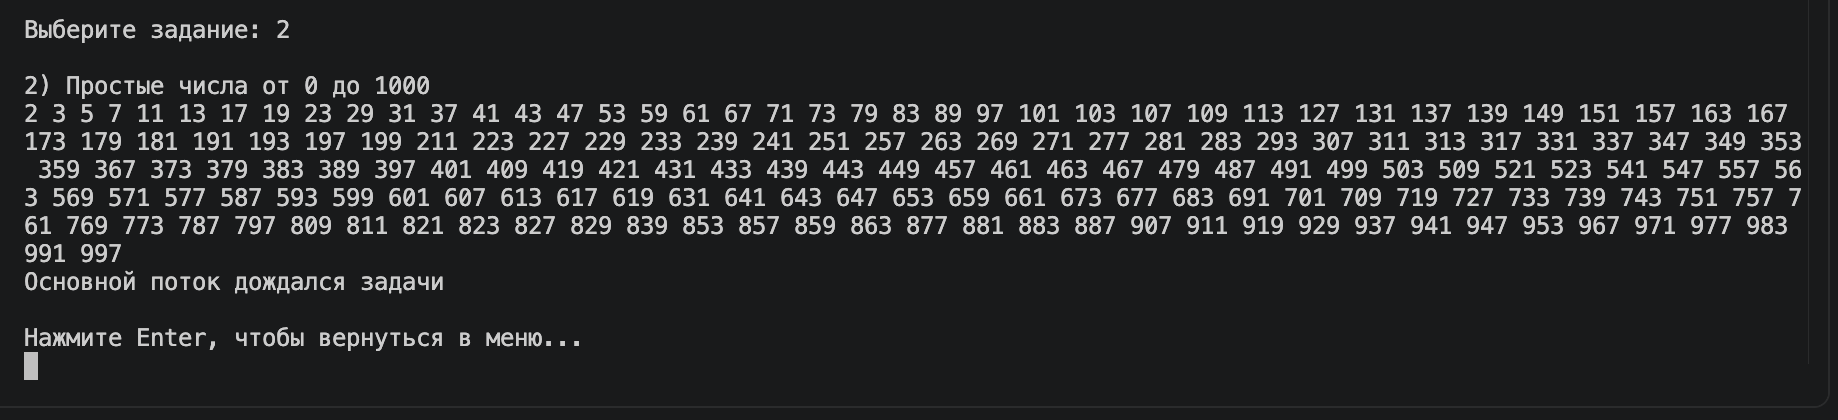 Выберите задание: 2
2) Простые числа от 0 до 1000
2 3 5 7 11 13 17 19 23 29 31 37 41 43 47 53 59 61 67 71 73 79 83 89 97 101 103 107 109 113 127 131 137 139 149 151 157 163 167
173 179 181 191 193 197 199 211 223 227 229 233 239 241 251 257 263 269 271 277 281 283 293 307 311 313 317 331 337 347 349 353
359 367 373 379 383 389 397 401 409 419 421 431 433 439 443 449 457 461 463 467 479 487 491 499 503 509 521 523 541 547 557 56
3 569 571 577 587 593 599 601 607 613 617 619 631 641 643 647 653 659 661 673 677 683 691 701 709 719 727 733 739 743 751 757 7
61 769 773 787 797 809 811 821 823 827 829 839 853 857 859 863 877 881 883 887 907 911 919 929 937 941 947 953 967 971 977 983
991 997
Основной поток дождался задачи
Нажмите Enter, чтобы вернуться в меню...